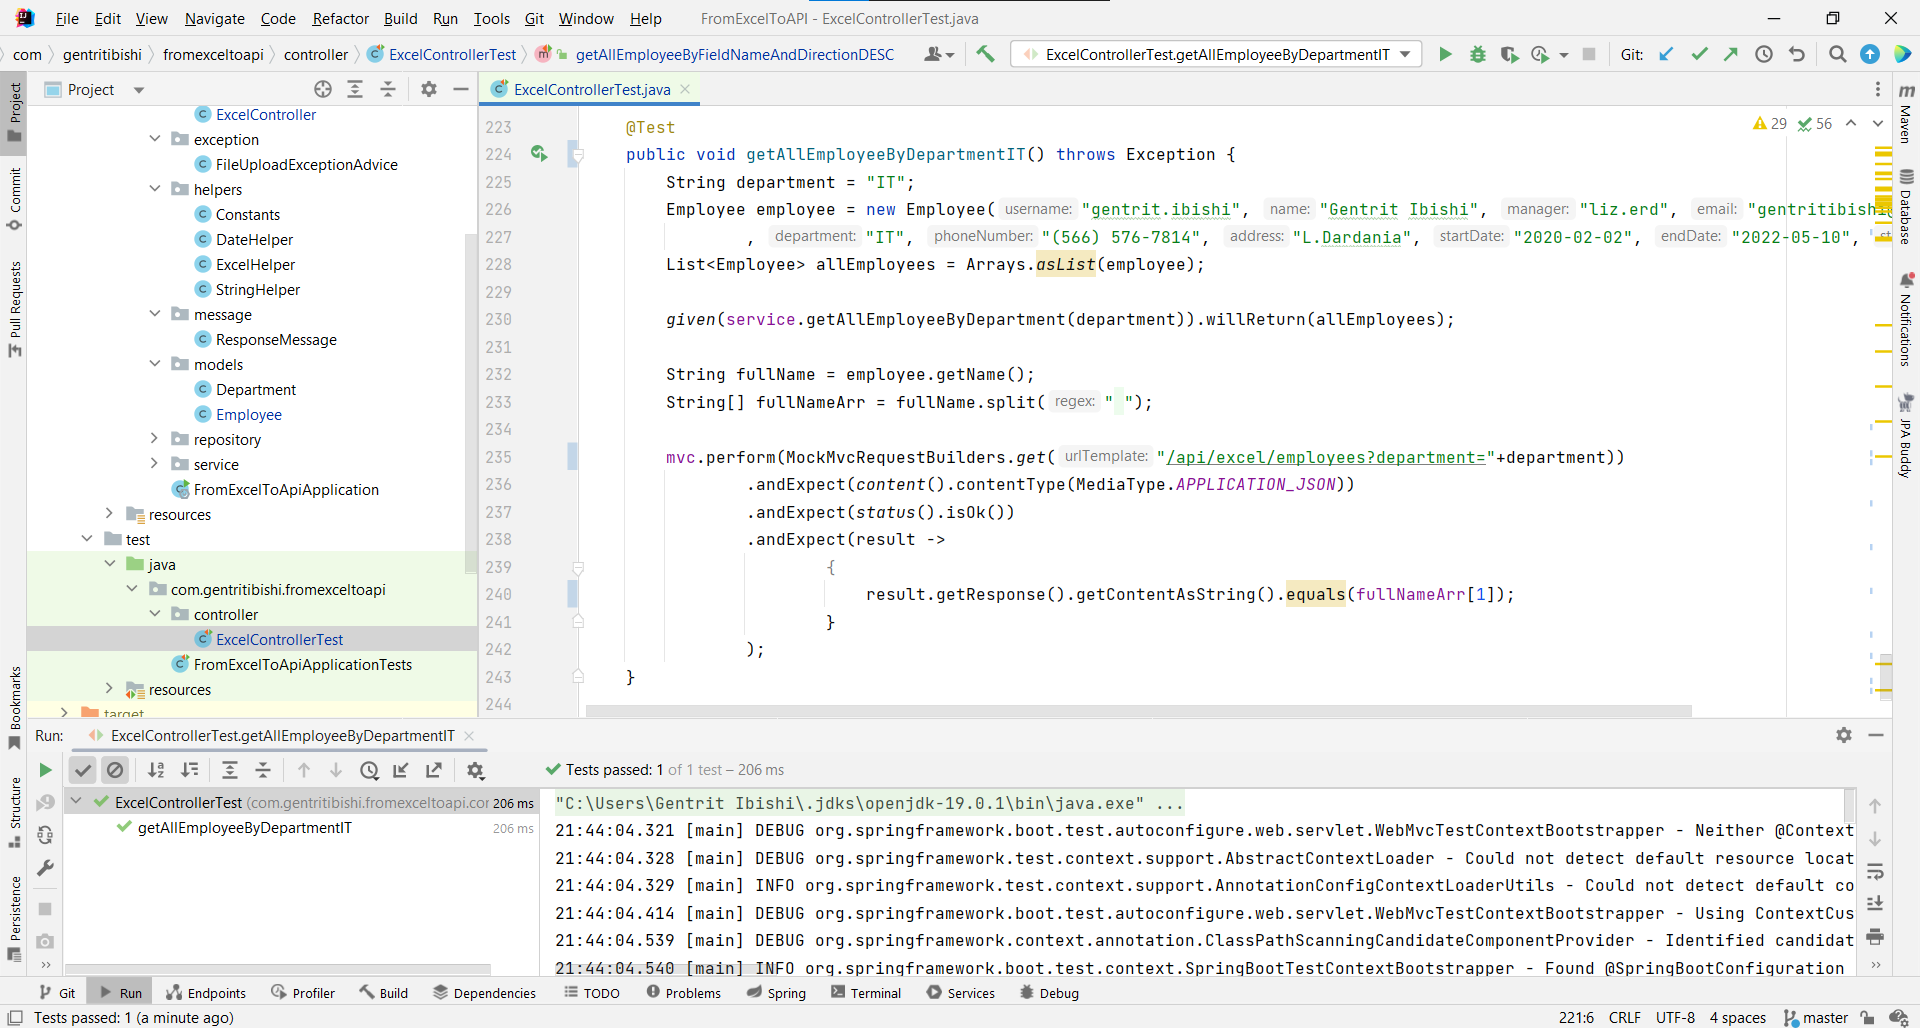 File Edit View Navigate Code Refactor Build Run Tools Git Window Help FromExcelToAPI - ExcelControllerTest.java
com gentritibishi fromexceltoapi controller ExcelControllerTest getAllEmployeeByFieldNameAndDirectionDESC ExcelControllerTest.getAllEmployeeByDepartmentIT Git:
Project
Commit
Pull Requests
Bookmarks
Structure
Persistence
Project
ExcelController
exception
FileUploadExceptionAdvice
helpers
Constants
DateHelper
ExcelHelper
StringHelper
message
ResponseMessage
models
Department
Employee
repository
service
FromExcelToApiApplication
resources
test
java
com.gentritibishi.fromexceltoapi
controller
ExcelControllerTest
FromExcelToApiApplicationTests
resources
target
ExcelControllerTest.java
29 56
223 @Test
224 public void getAllEmployeeByDepartmentIT() throws Exception {
225 String department = "IT";
226 Employee employee = new Employee( username: "gentrit.ibishi", name: "Gentrit Ibishi", manager: "liz.erd", email: "gentritibishi
227 , department: "IT", phoneNumber: "(566) 576-7814", address: "L.Dardania", startDate: "2020-02-02", endDate: "2022-05-10", st
228 List<Employee> allEmployees = Arrays.asList(employee);
229
230 given(service.getAllEmployeeByDepartment(department)).willReturn(allEmployees);
231
232 String fullName = employee.getName();
233 String[] fullNameArr = fullName.split( regex: " ");
234
235 mvc.perform(MockMvcRequestBuilders.get( urlTemplate: "/api/excel/employees?department="+department))
236 .andExpect(content().contentType(MediaType.APPLICATION_JSON))
237 .andExpect(status().isOk())
238 .andExpect(result ->
239 {
240 result.getResponse().getContentAsString().equals(fullNameArr[1]);
241 }
242 );
243 }
244
Maven
Database
Notifications
JPA Buddy
Run: ExcelControllerTest.getAllEmployeeByDepartmentIT
Tests passed: 1 of 1 test – 206 ms
ExcelControllerTest (com.gentritibishi.fromexceltoapi.cor 206 ms
getAllEmployeeByDepartmentIT 206 ms
"C:\Users\Gentrit Ibishi\.jdks\openjdk-19.0.1\bin\java.exe" ...
21:44:04.321 [main] DEBUG org.springframework.boot.test.autoconfigure.web.servlet.WebMvcTestContextBootstrapper - Neither @Context
21:44:04.328 [main] DEBUG org.springframework.test.context.support.AbstractContextLoader - Could not detect default resource locat
21:44:04.329 [main] INFO org.springframework.test.context.support.AnnotationConfigContextLoaderUtils - Could not detect default co
21:44:04.414 [main] DEBUG org.springframework.boot.test.autoconfigure.web.servlet.WebMvcTestContextBootstrapper - Using ContextCus
21:44:04.539 [main] DEBUG org.springframework.context.annotation.ClassPathScanningCandidateComponentProvider - Identified candidat
21:44:04.540 [main] INFO org.springframework.boot.test.context.SpringBootTestContextBootstrapper - Found @SpringBootConfiguration
Git Run Endpoints Profiler Build Dependencies TODO Problems Spring Terminal Services Debug
Tests passed: 1 (a minute ago) 221:6 CRLF UTF-8 4 spaces master